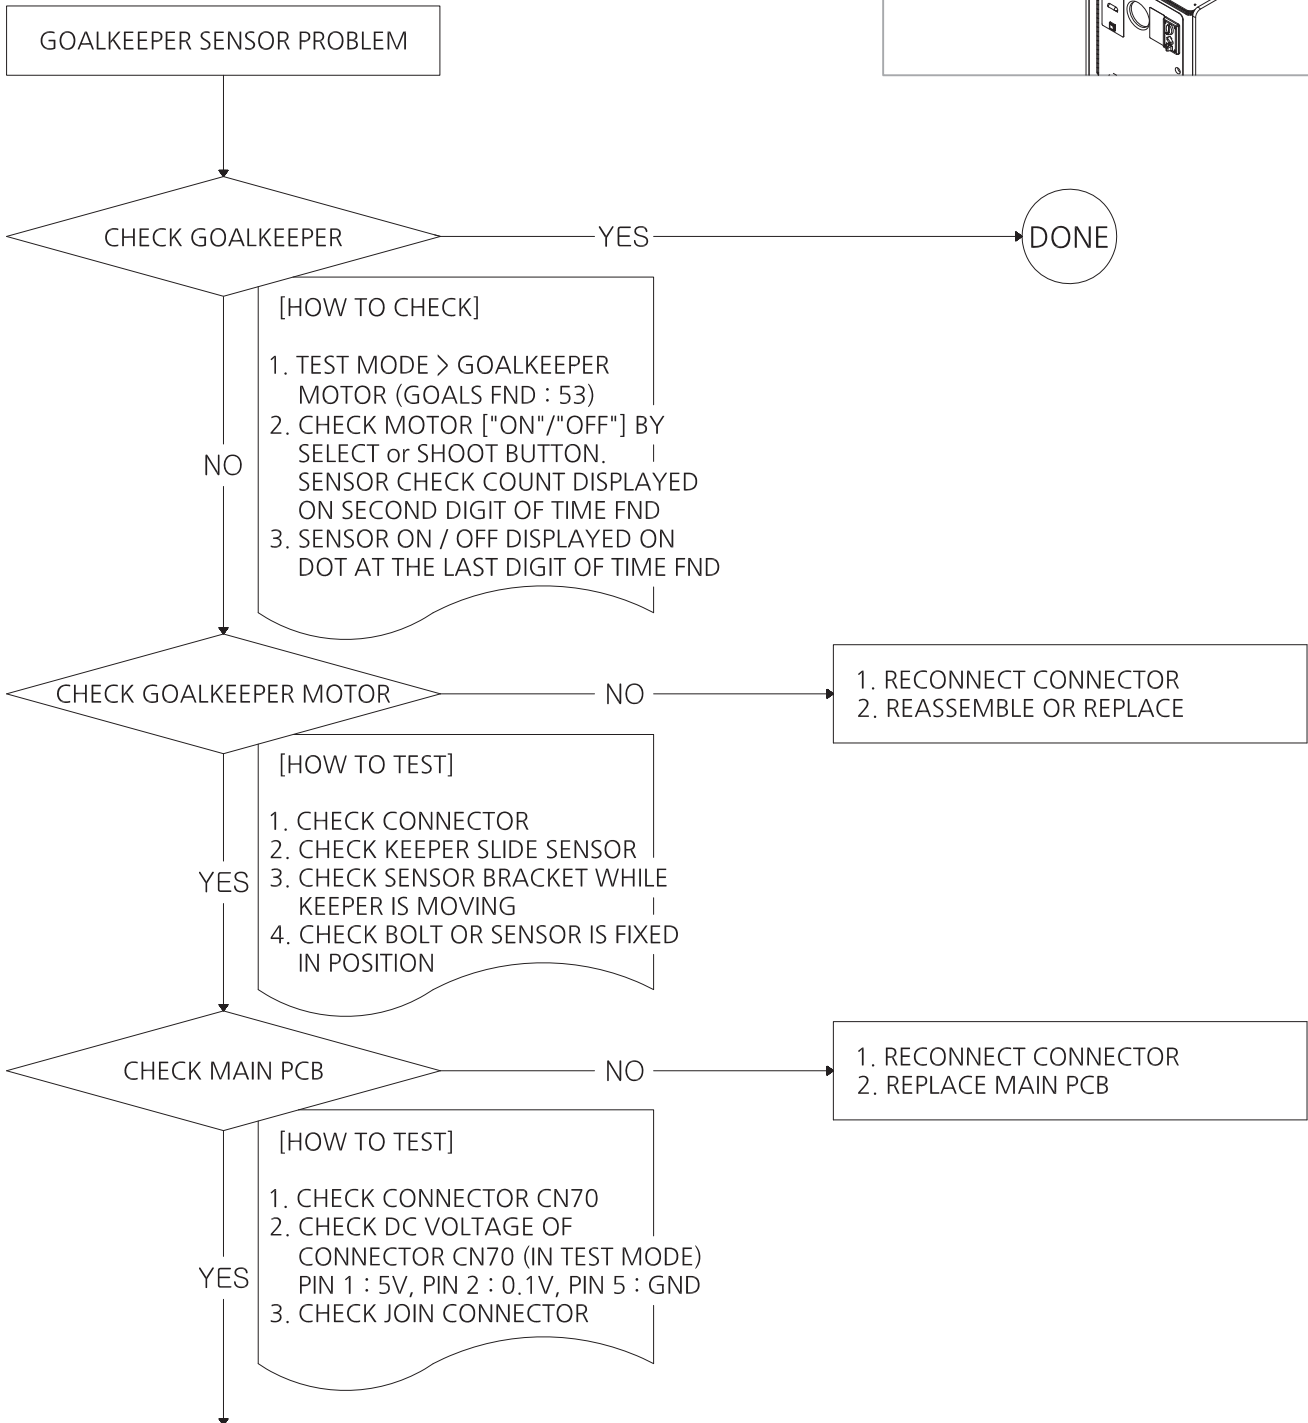 GOALKEEPER SENSOR PROBLEM
CHECK GOALKEEPER
YES
DONE
[HOW TO CHECK]
1. TEST MODE > GOALKEEPER
MOTOR (GOALS FND : 53)
2. CHECK MOTOR ["ON"/"OFF"] BY
SELECT or SHOOT BUTTON.
SENSOR CHECK COUNT DISPLAYED
ON SECOND DIGIT OF TIME FND
3. SENSOR ON / OFF DISPLAYED ON
DOT AT THE LAST DIGIT OF TIME FND
NO
CHECK GOALKEEPER MOTOR
NO
1. RECONNECT CONNECTOR
2. REASSEMBLE OR REPLACE
[HOW TO TEST]
1. CHECK CONNECTOR
2. CHECK KEEPER SLIDE SENSOR
3. CHECK SENSOR BRACKET WHILE
KEEPER IS MOVING
4. CHECK BOLT OR SENSOR IS FIXED
IN POSITION
YES
CHECK MAIN PCB
NO
1. RECONNECT CONNECTOR
2. REPLACE MAIN PCB
[HOW TO TEST]
1. CHECK CONNECTOR CN70
2. CHECK DC VOLTAGE OF
CONNECTOR CN70 (IN TEST MODE)
PIN 1 : 5V, PIN 2 : 0.1V, PIN 5 : GND
3. CHECK JOIN CONNECTOR
YES